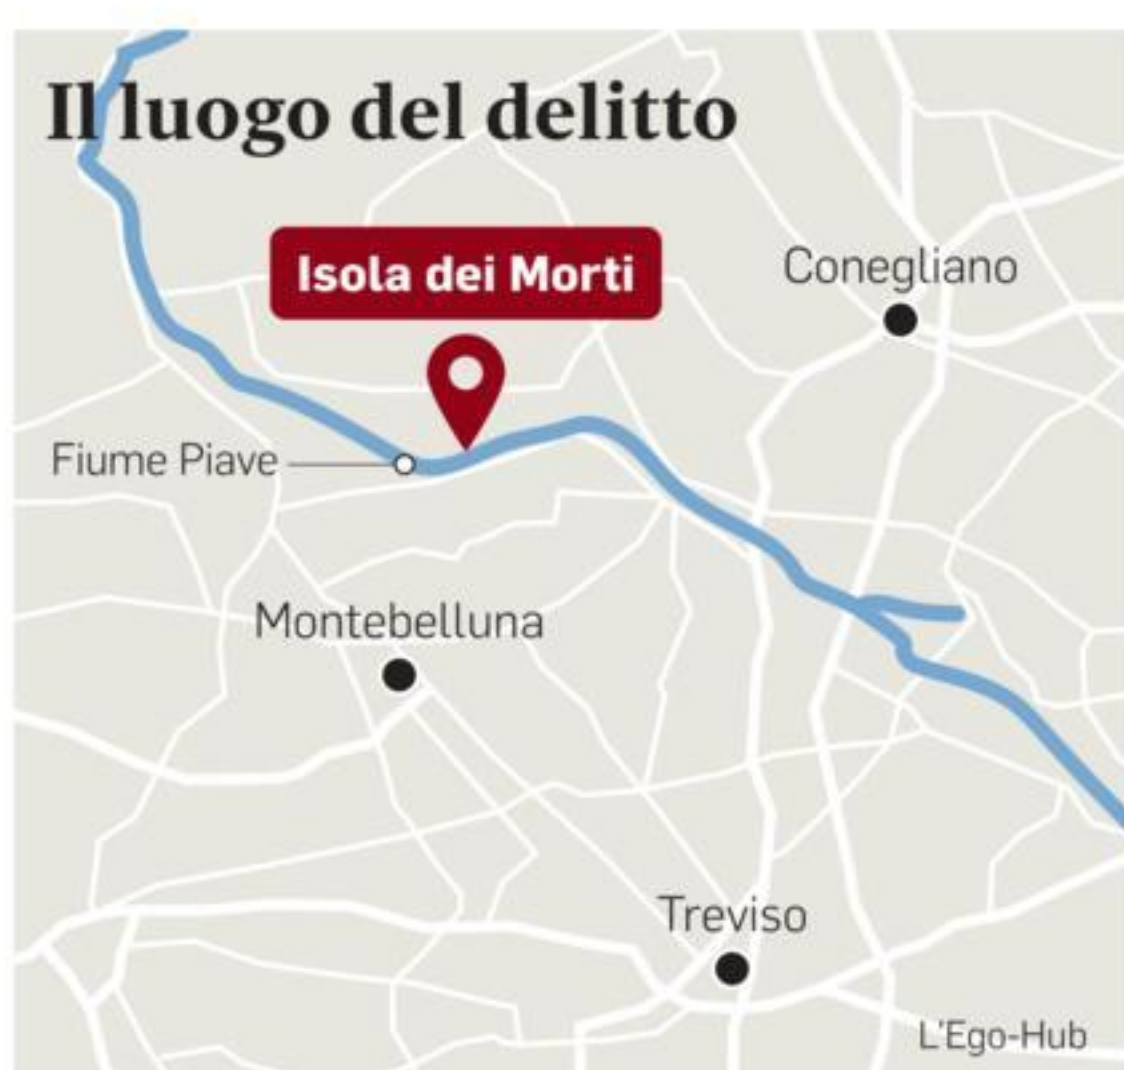 Il luogo del delitto
Isola dei Morti
Conegliano
Fiume Piave
Montebelluna
Treviso
L'Ego-Hub